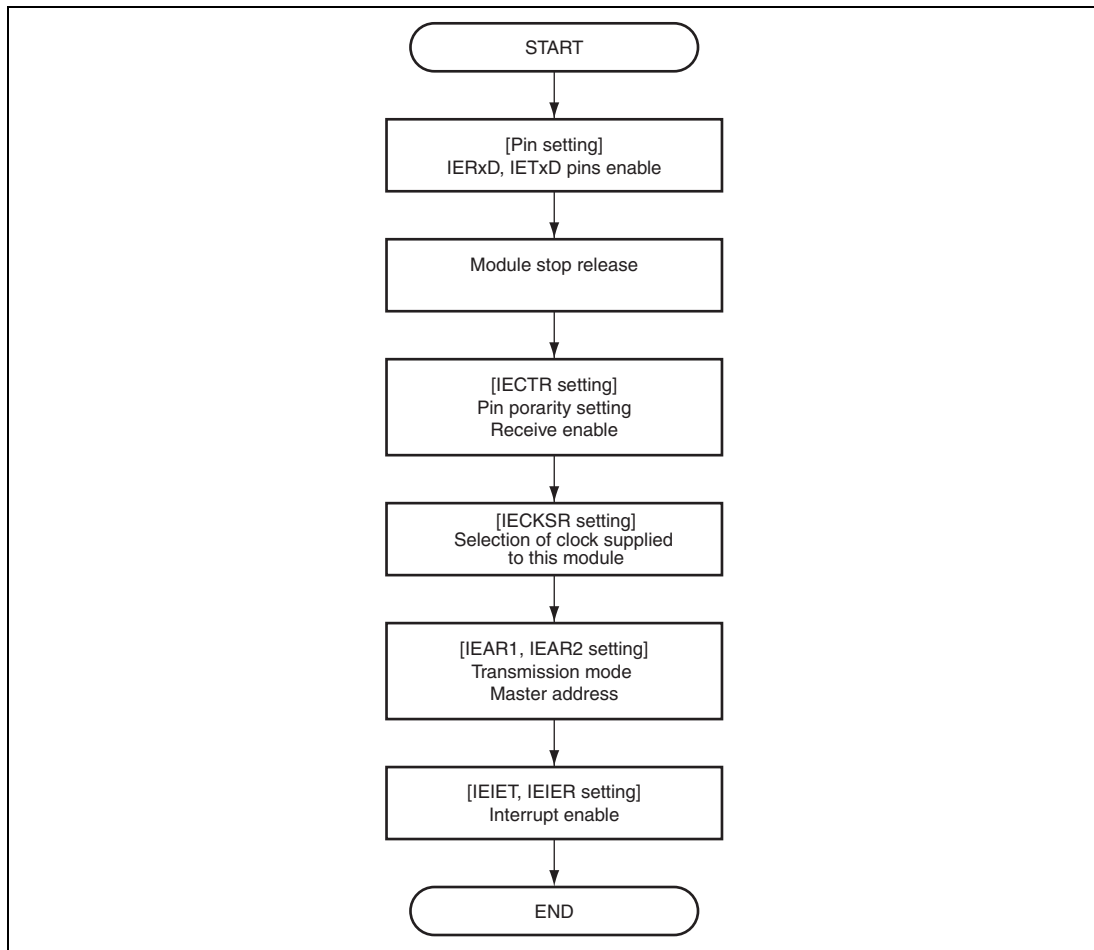 START
[Pin setting]
IERxD, IETxD pins enable
Module stop release
[IECTR setting]
Pin porarity setting
Receive enable
[IECKSR setting]
Selection of clock supplied
to this module
[IEAR1, IEAR2 setting]
Transmission mode
Master address
[IEIET, IEIER setting]
Interrupt enable
END